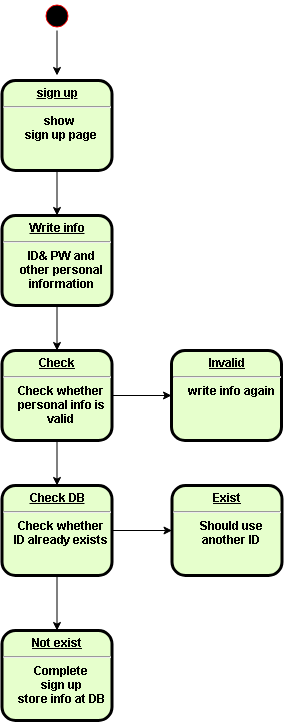 sign up
show
sign up page
Write info
ID& PW and
other personal
information
Check
Check whether
personal info is
valid
Invalid
write info again
Check DB
Check whether
ID already exists
Exist
Should use
another ID
Not exist
Complete
sign up
store info at DB